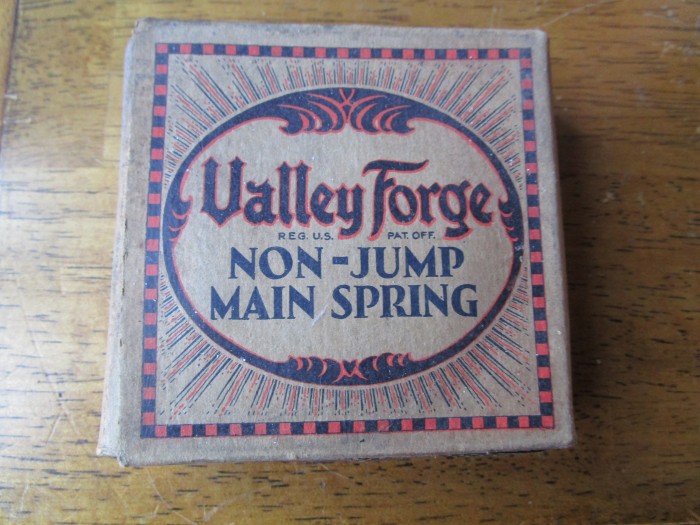 Valley Forge
REG. U.S. PAT. OFF.
NON-JUMP
MAIN SPRING